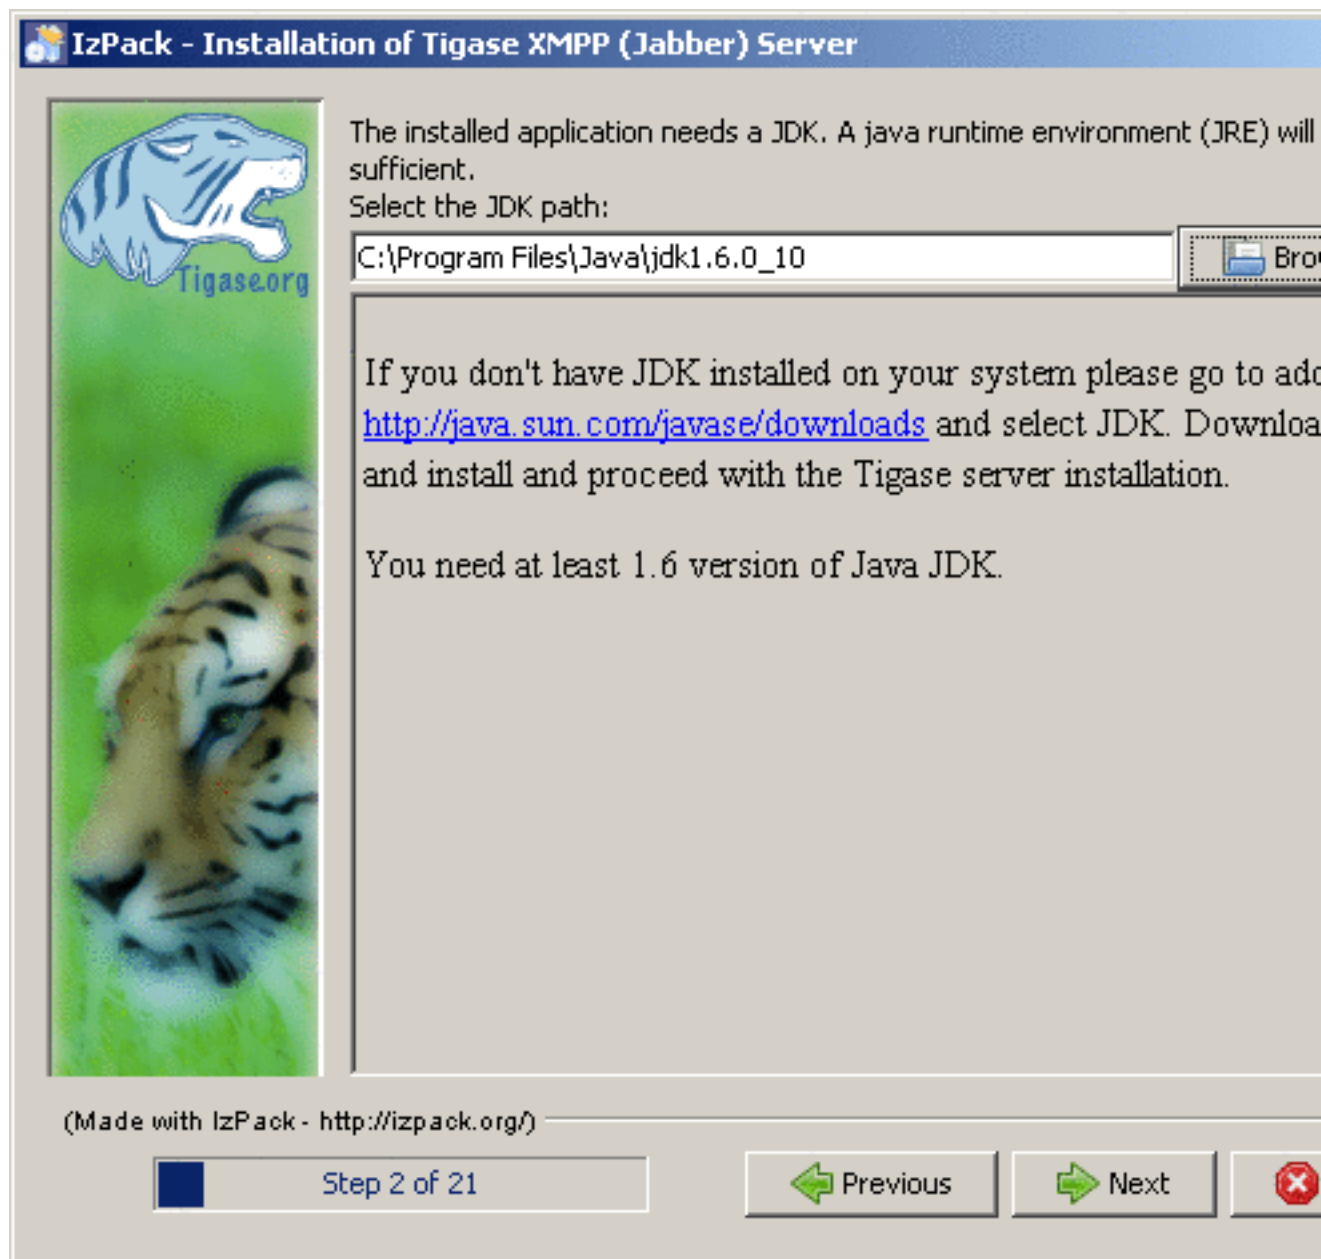 IzPack - Installation of Tigase XMPP (Jabber) Server
Tigase.org
The installed application needs a JDK. A java runtime environment (JRE) will
sufficient.
Select the JDK path:
C:\Program Files\Java\jdk1.6.0_10
If you don't have JDK installed on your system please go to
http://java.sun.com/javase/downloads and select JDK.
and install and proceed with the Tigase server installation.
You need at least 1.6 version of Java JDK.
(Made with IzPack - http://izpack.org/)
Step 2 of 21
Previous
Next